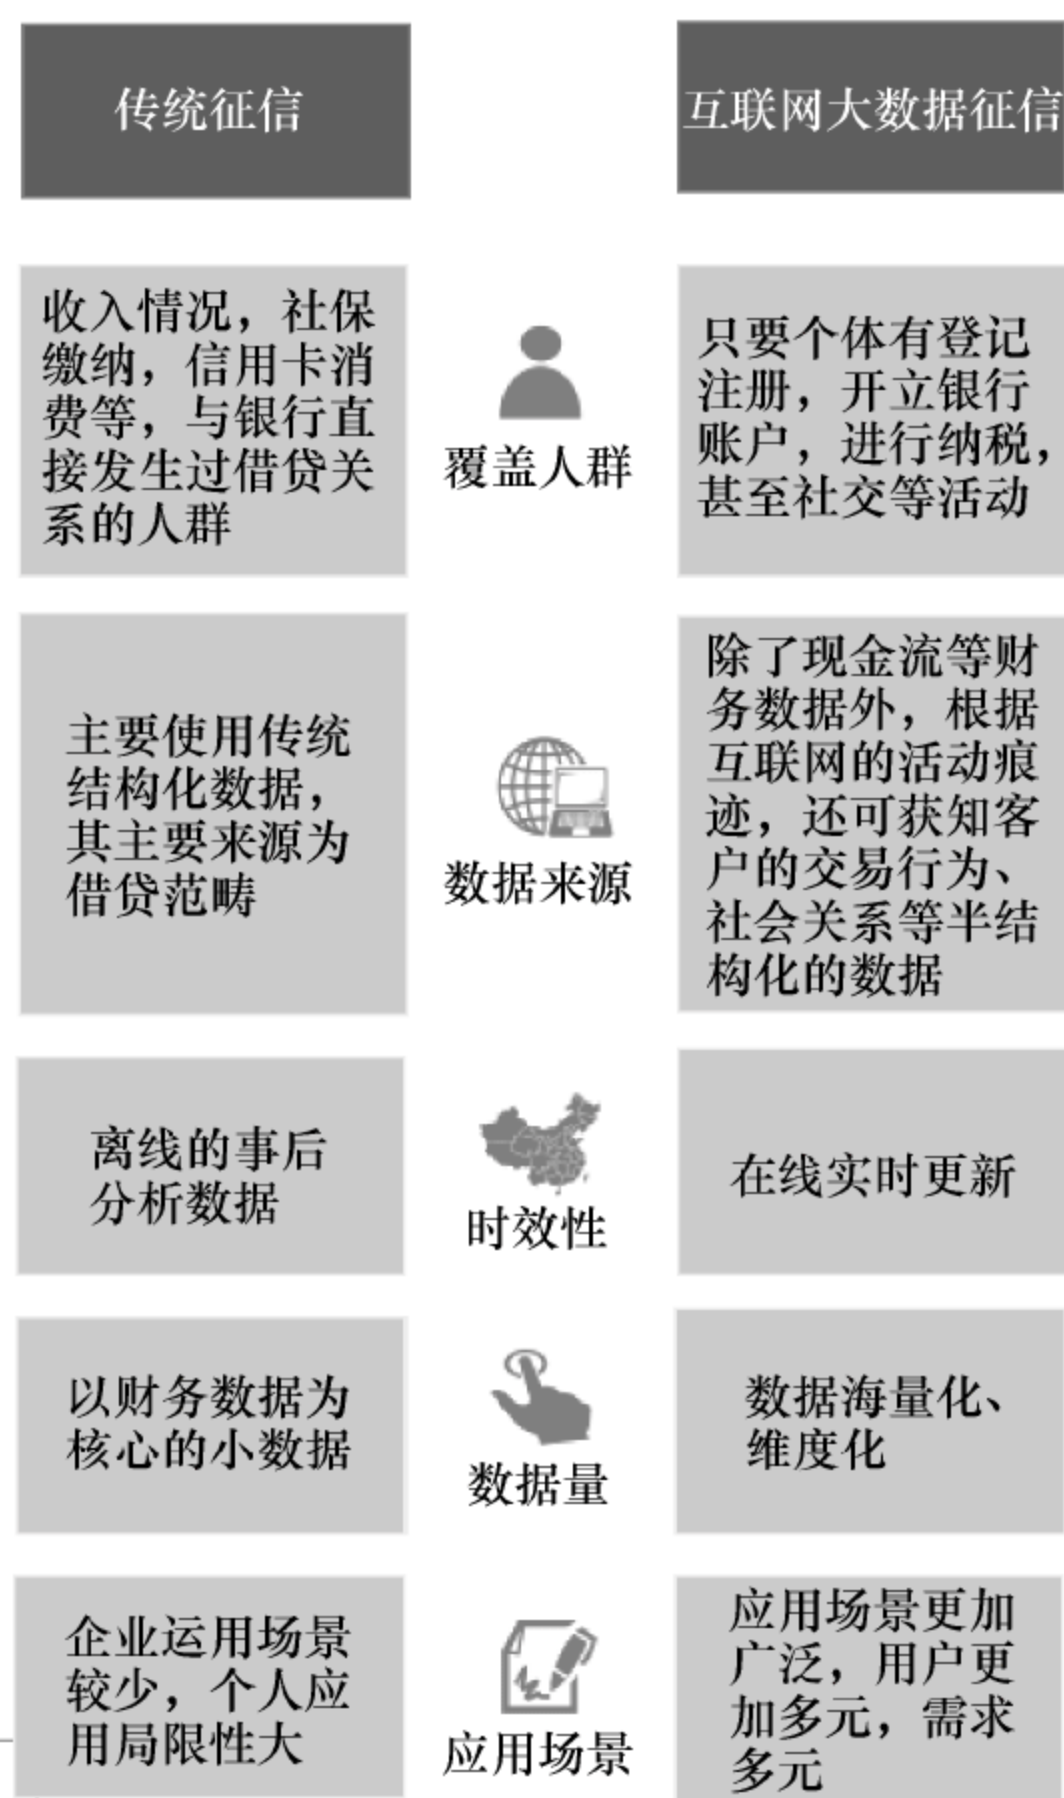 传统征信
互联网大数据征信
收入情况，社保
缴纳，信用卡消
费等，与银行直
接发生过借贷关
系的人群
覆盖人群
只要个体有登记
注册，开立银行
账户，进行纳税，
甚至社交等活动
主要使用传统
结构化数据，
其主要来源为
借贷范畴
数据来源
除了现金流等财
务数据外，根据
互联网的活动痕
迹，还可获知客
户的交易行为、
社会关系等半结
构化的数据
离线的事后
分析数据
时效性
在线实时更新
以财务数据为
核心的小数据
数据量
数据海量化、
维度化
企业运用场景
较少，个人应
用局限性大
应用场景
应用场景更加
广泛，用户更
加多元，需求
多元